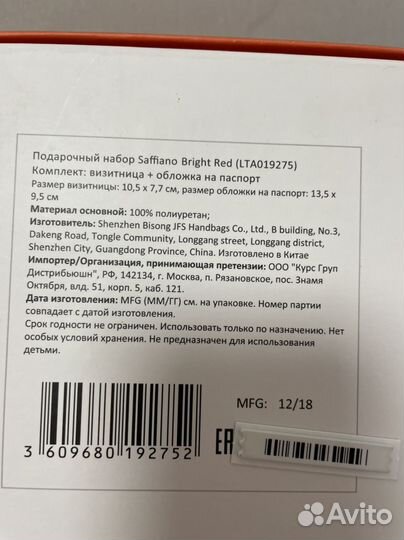 Подарочный набор Saffiano Bright Red (LTA019275)
Комплект: визитница + обложка на паспорт
Размер визитницы: 10,5 х 7,7 см, размер обложки на паспорт: 13,5 х
9,5 см
Материал основной: 100% полиуретан;
Изготовитель: Shenzhen Bisong JFS Handbags Co., Ltd., B building, No.3,
Dakeng Road, Tongle Community, Longgang street, Longgang district,
Shenzhen City, Guangdong Province, China. Изготовлено в Китае
Импортер/Организация, принимающая претензии: ООО "Курс Груп
Дистрибьюшн", РФ, 142134, г. Москва, п. Рязановское, пос. Знамя
Октября, влд. 51, корп. 5, каб. 121.
Дата изготовления: MFG (ММ/ГГ) см. на упаковке. Номер партии
совпадает с датой изготовления.
Срок годности не ограничен. Использовать только по назначению. Нет
особых условий хранения. Не предназначен для использования
детьми.
MFG: 12/18
3 609680 192752
EAC
Avito